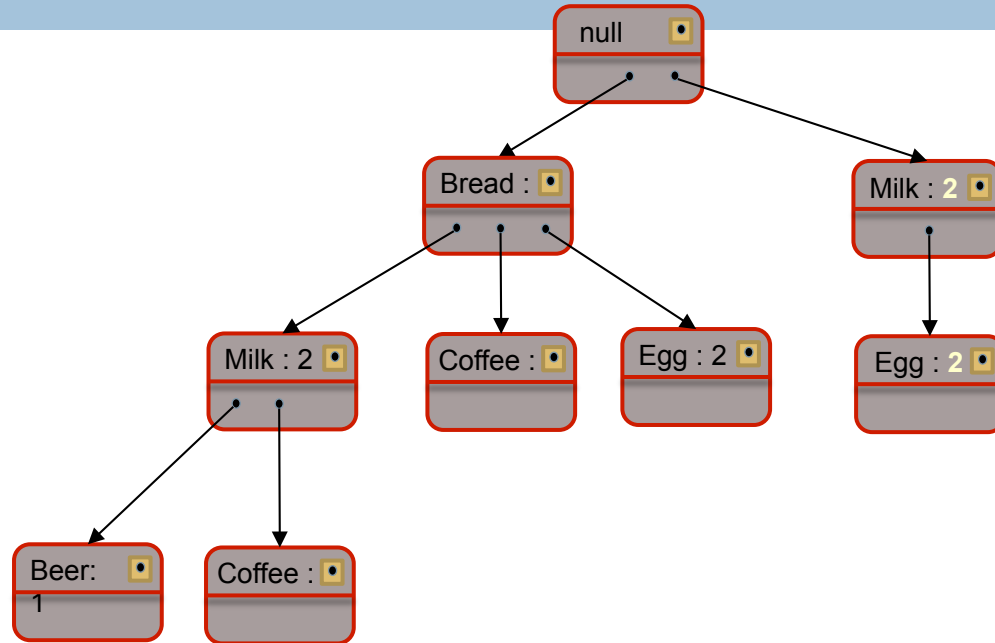 null
Bread :
Milk : 2
Milk : 2
Coffee :
Egg : 2
Egg : 2
Beer:
1
Coffee :